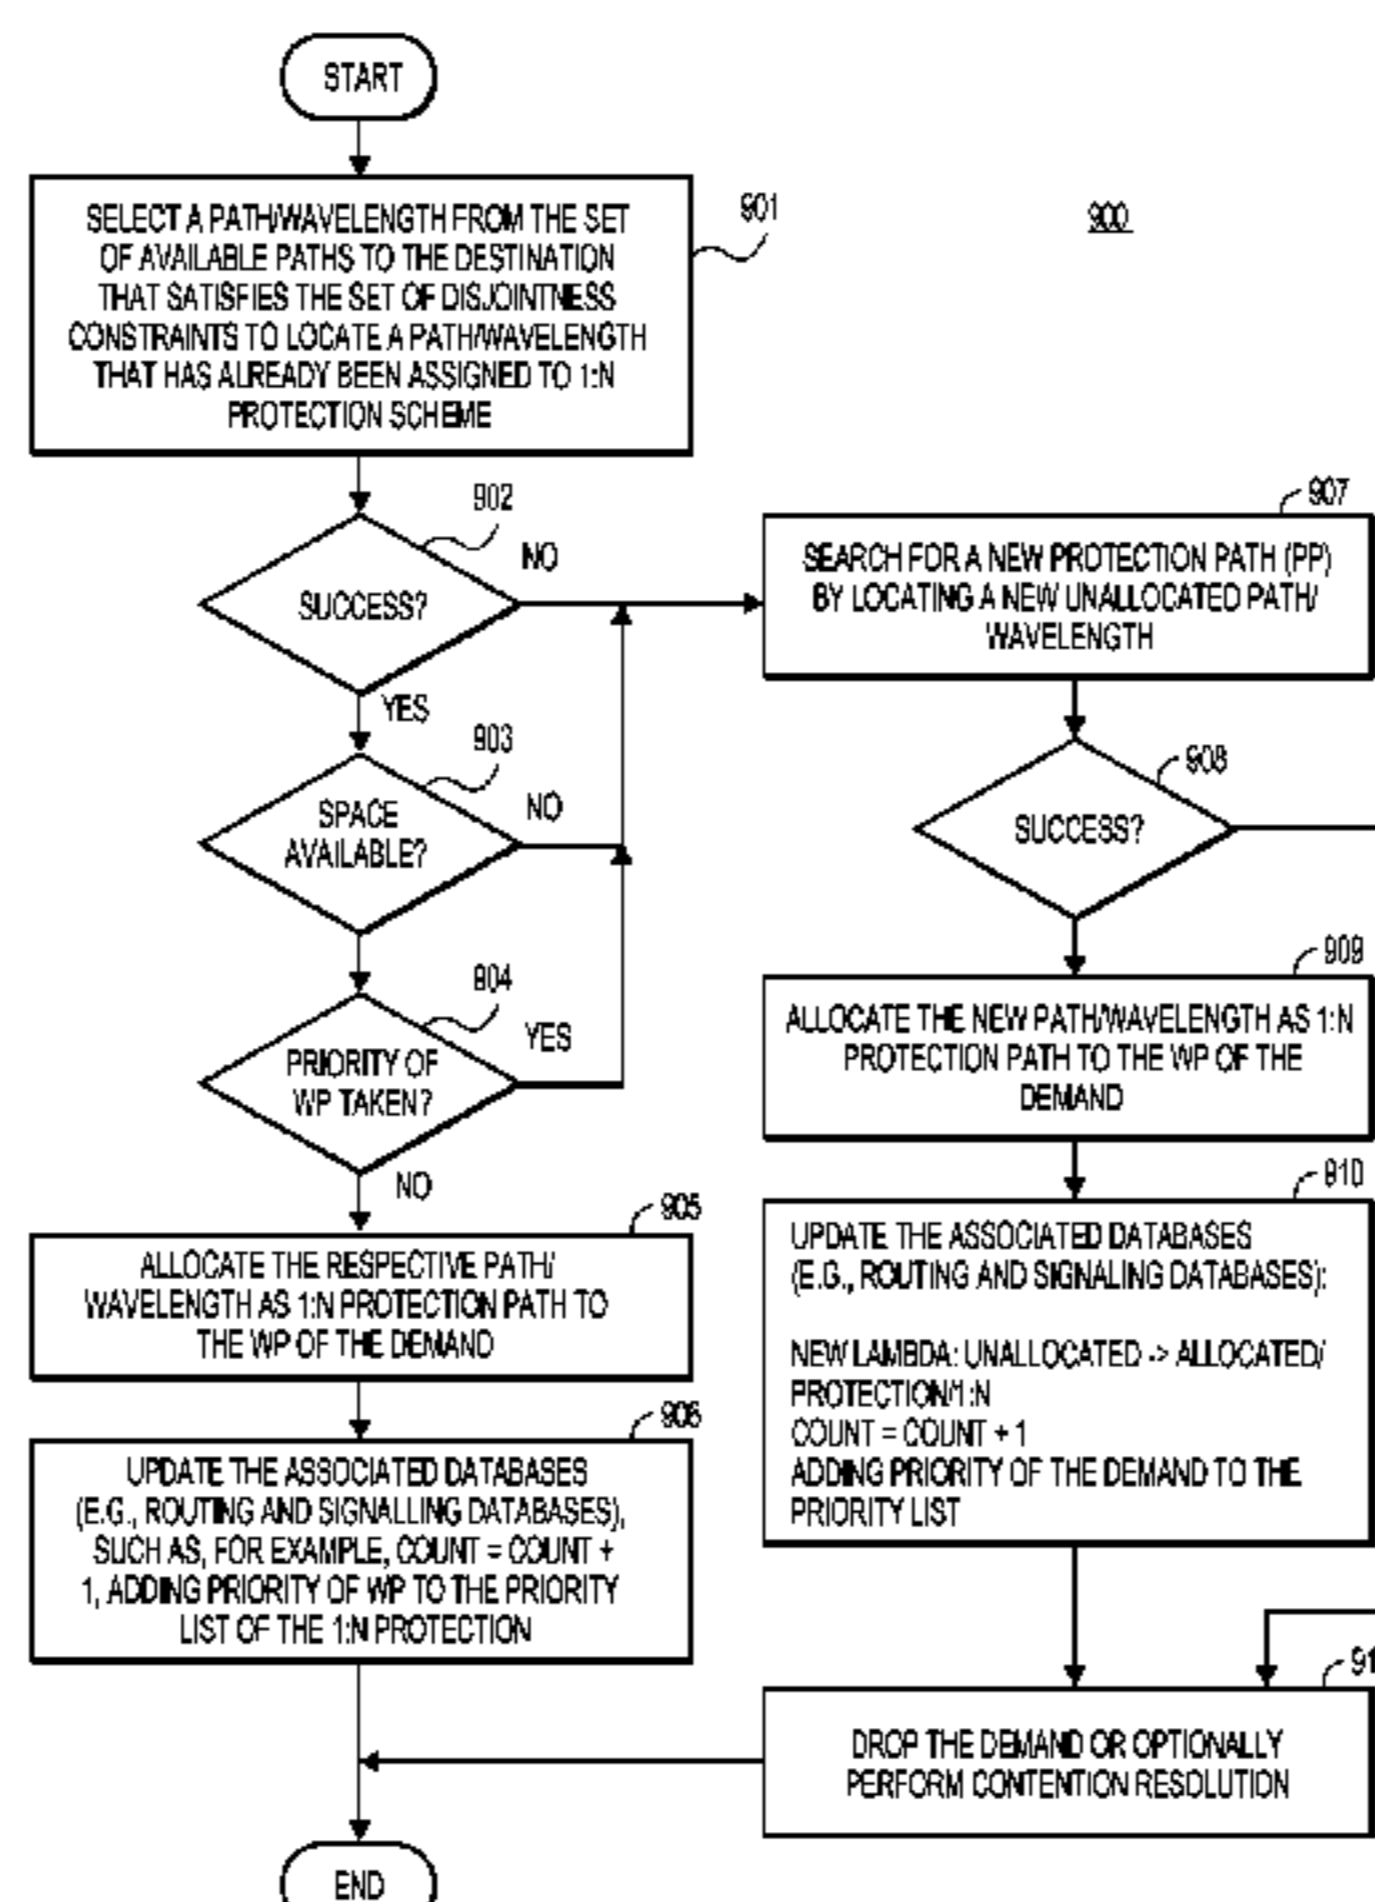 START
SELECT A PATH/WAVELENGTH FROM THE SET
OF AVAILABLE PATHS TO THE DESTINATION
THAT SATISFIES THE SET OF DISJOINTNESS
CONSTRAINTS TO LOCATE A PATH/WAVELENGTH
THAT HAS ALREADY BEEN ASSIGNED TO 1:N
PROTECTION SCHEME
901
900
902
SUCCESS?
NO
YES
903
SPACE
AVAILABLE?
NO
904
PRIORITY OF
WP TAKEN?
YES
NO
905
ALLOCATE THE RESPECTIVE PATH/
WAVELENGTH AS 1:N PROTECTION PATH TO
THE WP OF THE DEMAND
906
UPDATE THE ASSOCIATED DATABASES
(E.G., ROUTING AND SIGNALLING DATABASES),
SUCH AS, FOR EXAMPLE, COUNT = COUNT +
1, ADDING PRIORITY OF WP TO THE PRIORITY
LIST OF THE 1:N PROTECTION
907
SEARCH FOR A NEW PROTECTION PATH (PP)
BY LOCATING A NEW UNALLOCATED PATH/
WAVELENGTH
908
SUCCESS?
909
ALLOCATE THE NEW PATH/WAVELENGTH AS 1:N
PROTECTION PATH TO THE WP OF THE
DEMAND
910
UPDATE THE ASSOCIATED DATABASES
(E.G., ROUTING AND SIGNALING DATABASES):
NEW LAMBDA: UNALLOCATED -> ALLOCATED/
PROTECTION/1:N
COUNT = COUNT + 1
ADDING PRIORITY OF THE DEMAND TO THE
PRIORITY LIST
DROP THE DEMAND OR OPTIONALLY
PERFORM CONTENTION RESOLUTION
END